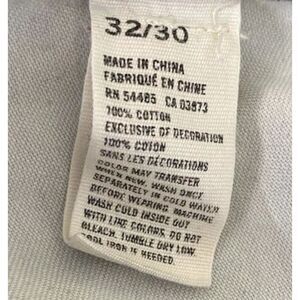 32/30
MADE IN CHINA
FABRIQUÉ EN CHINE
RN 54485 CA 03973
100% COTTON
EXCLUSIVE OF DECORATION
100% COTON
SANS LES DÉCORATIONS
COLOR MAY TRANSFER
WHEN NEW. WASH ONCE
SEPARATELY IN COLD WATER
BEFORE WEARING. MACHINE
WASH COLD INSIDE OUT
WITH LIKE COLORS. DO NOT
BLEACH. TUMBLE DRY LOW.
COOL IRON IF NEEDED.